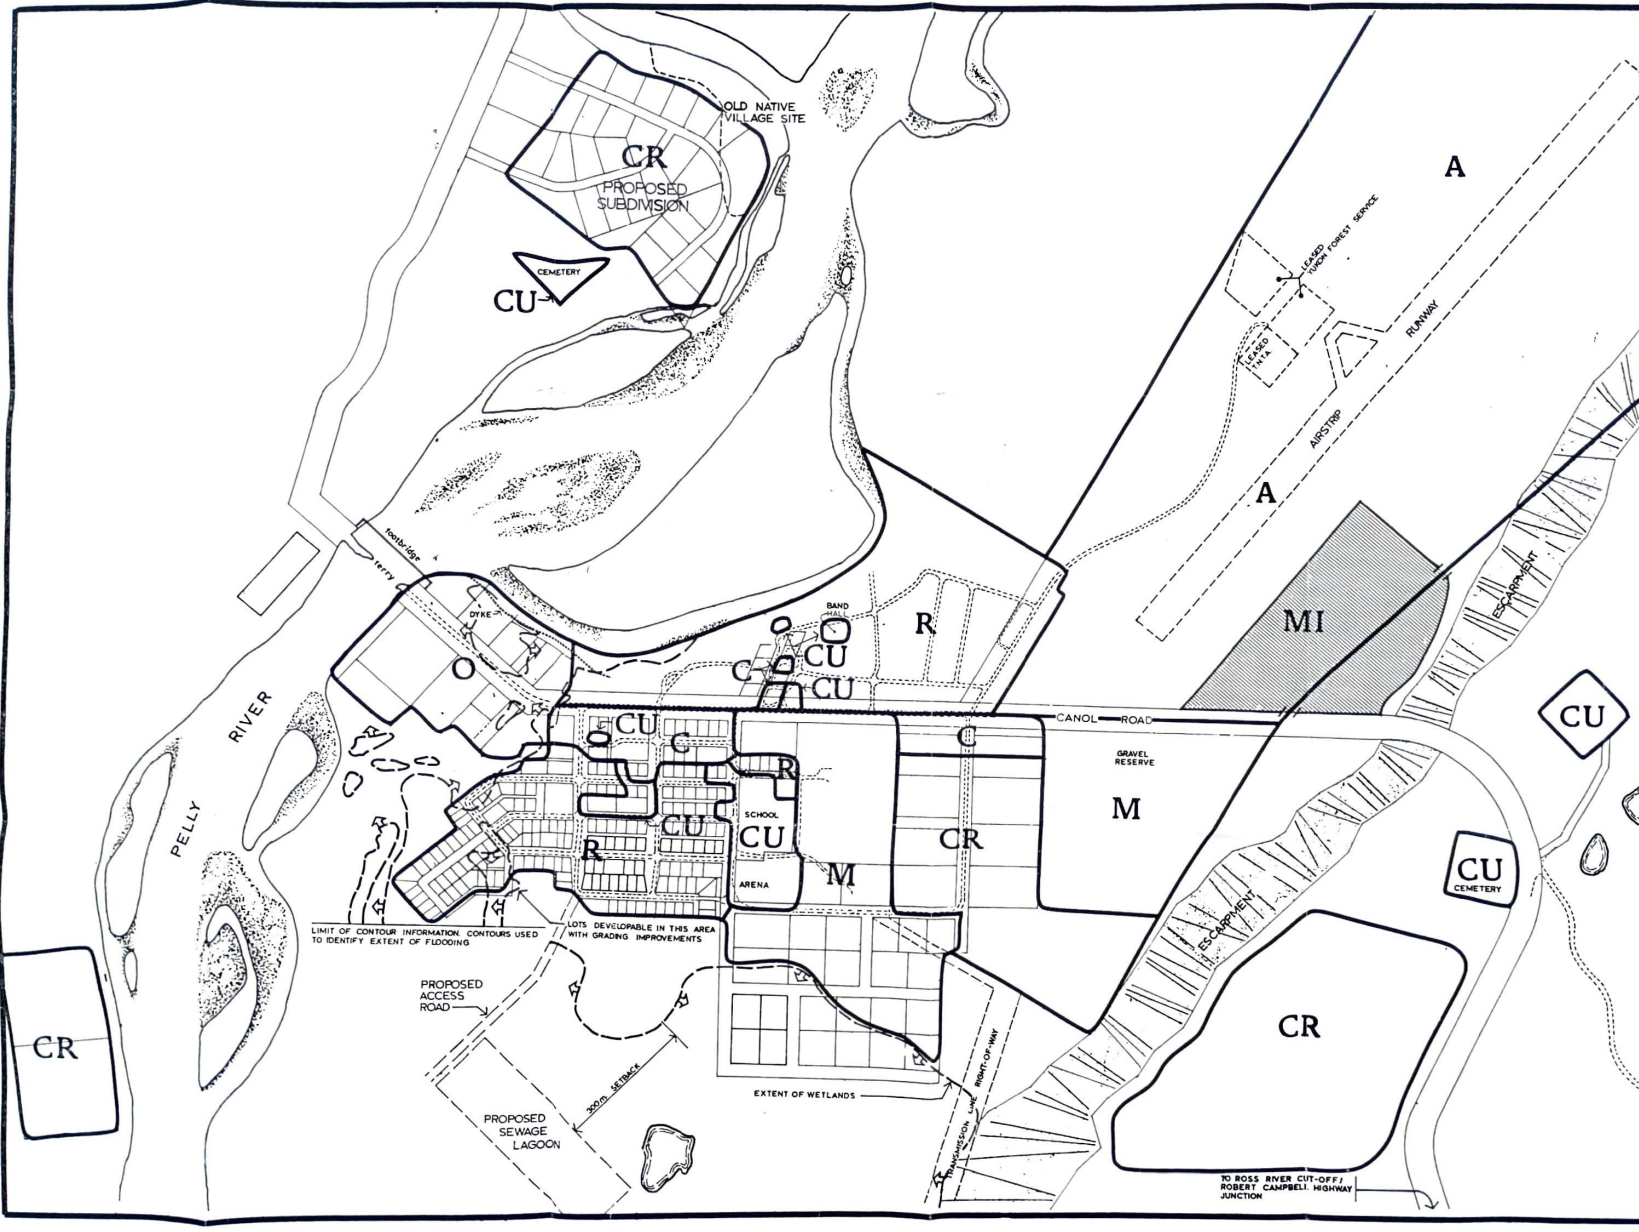 OLD NATIVE
VILLAGE SITE
CR
PROPOSED
SUBDIVISION
CEMETERY
CU
A
LEASED
YUKON FOREST SERVICE
LEASED
RUNWAY
AIRSTRIP
A
footbridge
ferry
DYKE
O
BAND
HALL
R
CU
C
CU
MI
ESCARPMENT
RIVER
PELLY
CU
C
R
C
CANOL ROAD
GRAVEL
RESERVE
CU
SCHOOL
CU
CU
M
CR
R
M
ARENA
CU
CEMETERY
ESCARPMENT
LIMIT OF CONTOUR INFORMATION. CONTOURS USED
TO IDENTIFY EXTENT OF FLOODING
LOTS DEVELOPABLE IN THIS AREA
WITH GRADING IMPROVEMENTS
PROPOSED
ACCESS
ROAD
CR
CR
300m SETBACK
EXTENT OF WETLANDS
TRANSMISSION LINE RIGHT-OF-WAY
PROPOSED
SEWAGE
LAGOON
TO ROSS RIVER CUT-OFF/
ROBERT CAMPBELL HIGHWAY
JUNCTION